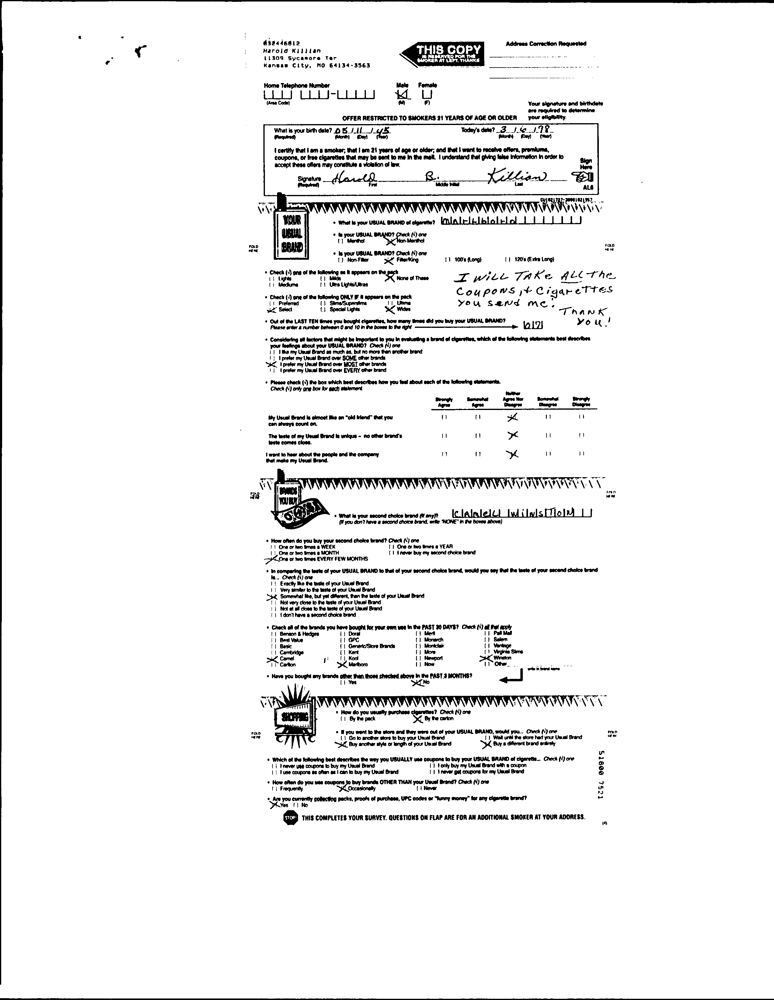 832446812
Harold Killian
11309 Sycamore Ter
Kansas City, MO 64134-3563
THIS COPY
IS RESERVED FOR THE
SMOKER AT LEFT. THANKS
Address Correction Requested
Home Telephone Number
(Area Code)
Male Female
(M) (F)
Your signature and birthdate
are required to determine
your eligibility.
OFFER RESTRICTED TO SMOKERS 21 YEARS OF AGE OR OLDER
What is your birth date? 05/11/45 Today's date? 3/6/98
(Required) (Month) (Day) (Year) (Month) (Day) (Year)
I certify that I am a smoker; that I am 21 years of age or older; and that I want to receive offers, premiums,
coupons, or free cigarettes that may be sent to me in the mail. I understand that giving false information in order to
accept these offers may constitute a violation of law.
Sign
Here
Signature Harold B. Killian
(Required) First Middle Initial Last
AL8
YOUR
USUAL
BRAND
FOLD
HERE
• What is your USUAL BRAND of cigarette? Marlboro
• Is your USUAL BRAND? Check (√) one
Menthol Non-Menthol
• Is your USUAL BRAND? Check (√) one
Non-Filter Filter/King 100's (Long) 120's (Extra Long)
FOLD
HERE
• Check (√) one of the following as it appears on the pack
Lights Milds None of These
Mediums Ultra Lights/Ultras
I WILL TAKE ALL The
Coupons, + Cigarettes
You send me.
THANK
You!
• Check (√) one of the following ONLY IF it appears on the pack
Preferred Slims/Superslims Ultima
Select Special Lights Wides
• Out of the LAST TEN times you bought cigarettes, how many times did you buy your USUAL BRAND?
Please enter a number between 0 and 10 in the boxes to the right
• Considering all factors that might be important to you in evaluating a brand of cigarettes, which of the following statements best describes
your feelings about your USUAL BRAND? Check (√) one
I like my Usual Brand as much as, but no more than another brand
I prefer my Usual Brand over SOME other brands
I prefer my Usual Brand over MOST other brands
I prefer my Usual Brand over EVERY other brand
• Please check (√) the box which best describes how you feel about each of the following statements.
Check (√) only one box for each statement
Strongly Agree Somewhat Agree Neither Agree Nor Disagree Somewhat Disagree Strongly Disagree
My Usual Brand is almost like an "old friend" that you
can always count on.
The taste of my Usual Brand is unique – no other brand's
taste comes close.
I want to hear about the people and the company
that make my Usual Brand.
BRANDS
YOU BUY
• What is your second choice brand (if any)? Camel Winston
(If you don't have a second choice brand, write "NONE" in the boxes above)
FOLD
HERE
• How often do you buy your second choice brand? Check (√) one
One or two times a WEEK One or two times a YEAR
One or two times a MONTH I never buy my second choice brand
One or two times EVERY FEW MONTHS
• In comparing the taste of your USUAL BRAND to that of your second choice brand, would you say that the taste of your second choice brand
is... Check (√) one
Exactly like the taste of your Usual Brand
Very similar to the taste of your Usual Brand
Somewhat like, but yet different, than the taste of your Usual Brand
Not very close to the taste of your Usual Brand
Not at all close to the taste of your Usual Brand
I don't have a second choice brand
• Check all of the brands you have bought for your own use in the PAST 30 DAYS? Check (√) all that apply
Benson & Hedges Doral Merit Pall Mall
Best Value GPC Monarch Salem
Basic Generic/Store Brands Montclair Vantage
Cambridge Kent More Virginia Slims
Camel Kool Newport Winston
Carlton Marlboro Now Other
write in brand name
• Have you bought any brands other than those checked above in the PAST 3 MONTHS?
Yes No
SHOPPING
• How do you usually purchase cigarettes? Check (√) one
By the pack By the carton
FOLD
HERE
• If you went to the store and they were out of your USUAL BRAND, would you... Check (√) one
Go to another store to buy your Usual Brand Wait until the store had your Usual Brand
Buy another style or length of your Usual Brand Buy a different brand entirely
• Which of the following best describes the way you USUALLY use coupons to buy your USUAL BRAND of cigarette... Check (√) one
I never use coupons to buy my Usual Brand I only buy my Usual Brand with a coupon
I use coupons as often as I can to buy my Usual Brand I never get coupons for my Usual Brand
• How often do you use coupons to buy brands OTHER THAN your Usual Brand? Check (√) one
Frequently Occasionally Never
• Are you currently collecting packs, proofs of purchase, UPC codes or "funny money" for any cigarette brand?
Yes No
STOP THIS COMPLETES YOUR SURVEY. QUESTIONS ON FLAP ARE FOR AN ADDITIONAL SMOKER AT YOUR ADDRESS.
51800 7521